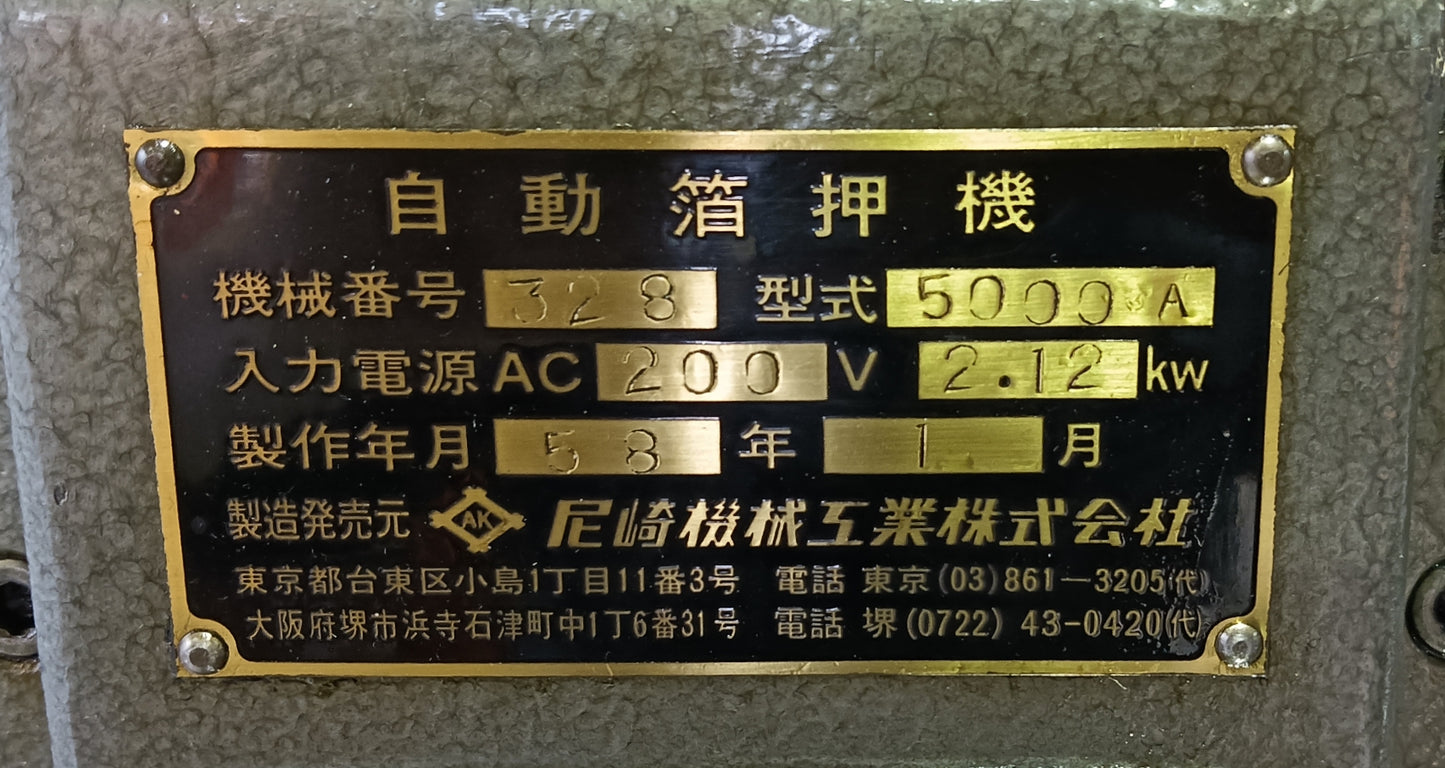 自動箔押機
機械番号 328 型式 5000 A
入力電源 AC 200 V 2.12 kw
製作年月 58 年 1 月
製造発売元 AK 尼崎機械工業株式会社
東京都台東区小島1丁目11番3号 電話 東京(03)861-3205(代)
大阪府堺市浜寺石津町中1丁6番31号 電話 堺(0722)43-0420(代)